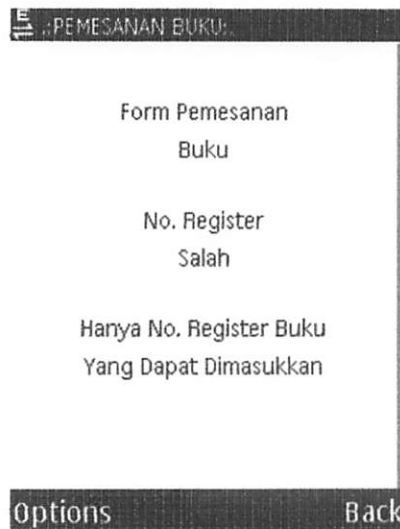 E .:PEMESANAN BUKU:.
Form Pemesanan
Buku
No. Register
Salah
Hanya No. Register Buku
Yang Dapat Dimasukkan
Options Back